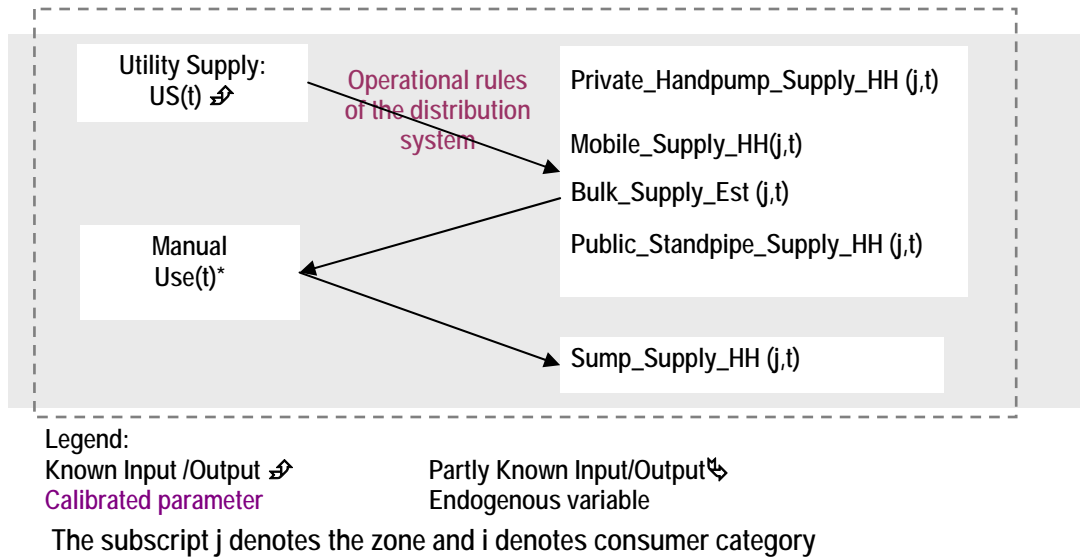 Utility Supply:
US(t) ⮳
Operational rules
of the distribution
system
Private_Handpump_Supply_HH (j,t)
Mobile_Supply_HH(j,t)
Bulk_Supply_Est (j,t)
Public_Standpipe_Supply_HH (j,t)
Manual
Use(t)*
Sump_Supply_HH (j,t)
Legend:
Known Input /Output ⮳
Partly Known Input/Output ↳
Calibrated parameter
Endogenous variable
The subscript j denotes the zone and i denotes consumer category